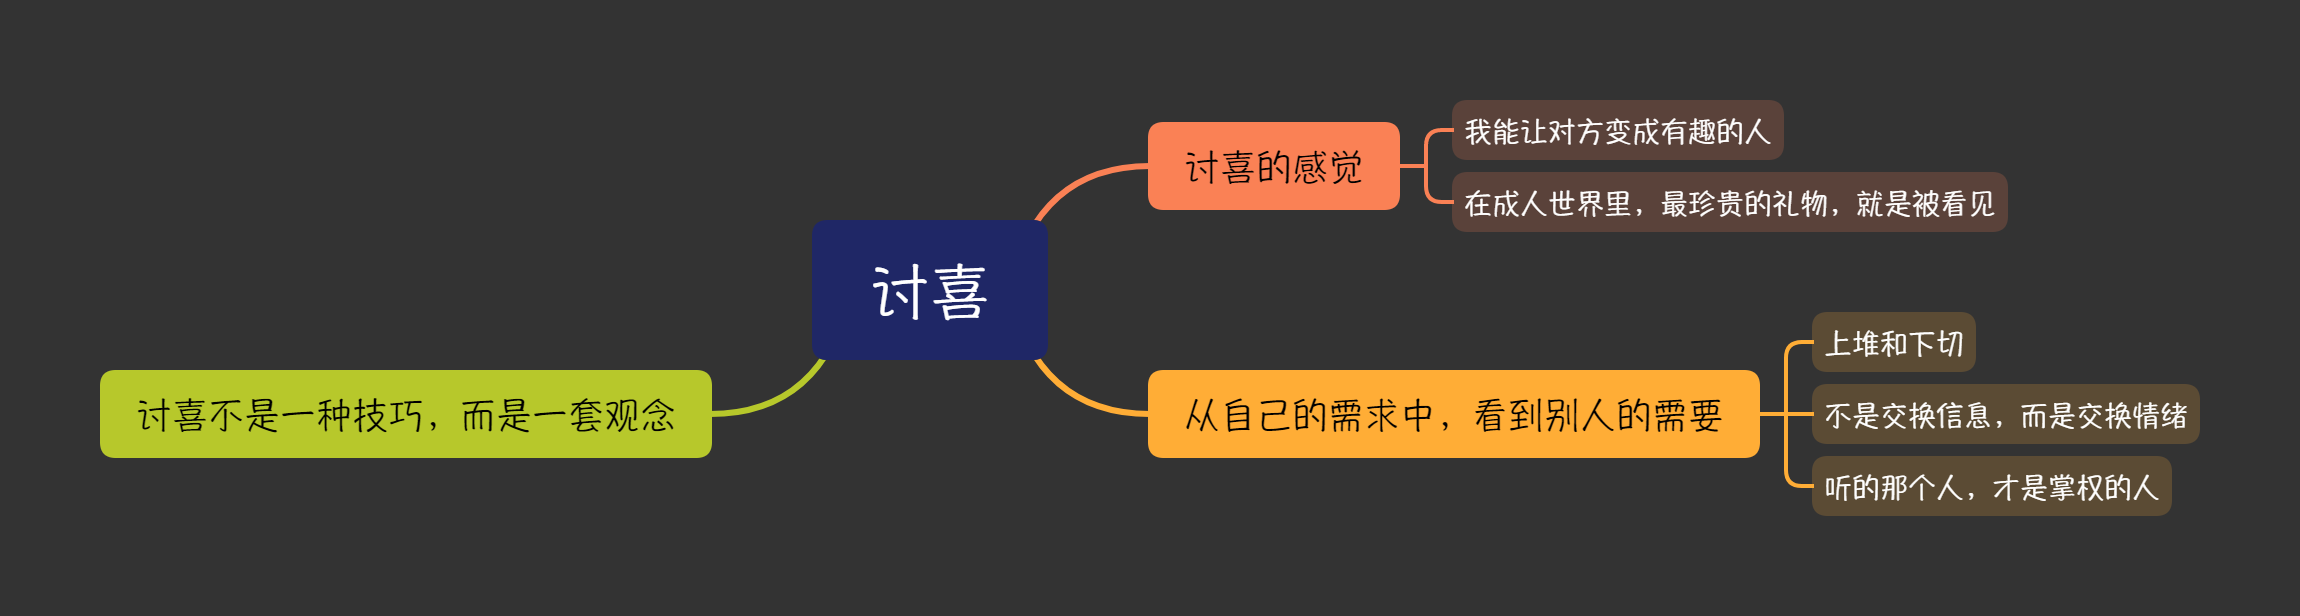 讨喜
讨喜的感觉
我能让对方变成有趣的人
在成人世界里，最珍贵的礼物，就是被看见
从自己的需求中，看到别人的需要
上堆和下切
不是交换信息，而是交换情绪
听的那个人，才是掌权的人
讨喜不是一种技巧，而是一套观念